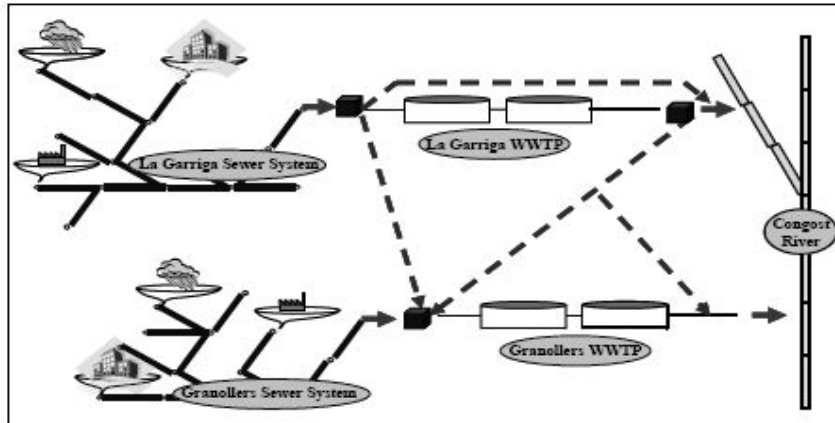 La Garriga Sewer System
La Garriga WWTP
Congost
River
Granollers WWTP
Granollers Sewer System